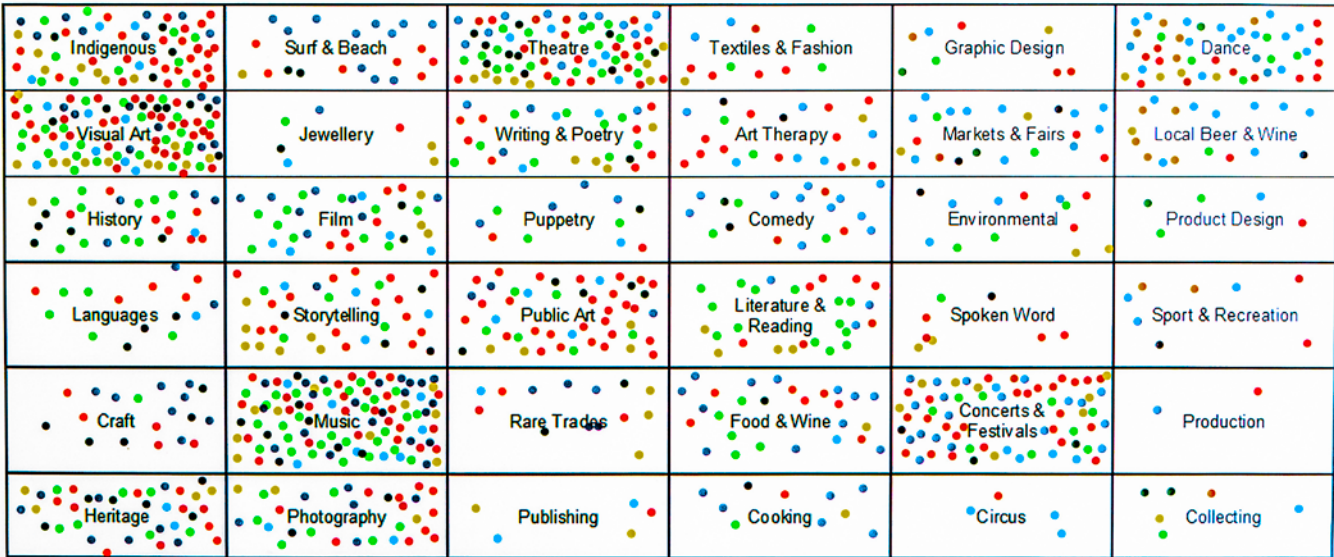 Indigenous
Surf & Beach
Theatre
Textiles & Fashion
Graphic Design
Dance
Visual Art
Jewellery
Writing & Poetry
Art Therapy
Markets & Fairs
Local Beer & Wine
History
Film
Puppetry
Comedy
Environmental
Product Design
Languages
Storytelling
Public Art
Literature &
Reading
Spoken Word
Sport & Recreation
Craft
Music
Rare Trades
Food & Wine
Concerts &
Festivals
Production
Heritage
Photography
Publishing
Cooking
Circus
Collecting